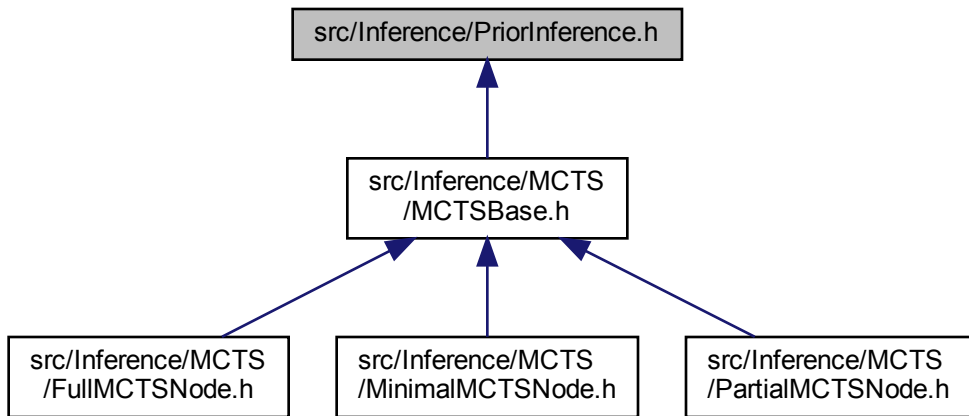 src/Inference/PriorInference.h
src/Inference/MCTS
/MCTSBase.h
src/Inference/MCTS
/FullMCTSNode.h
src/Inference/MCTS
/MinimalMCTSNode.h
src/Inference/MCTS
/PartialMCTSNode.h